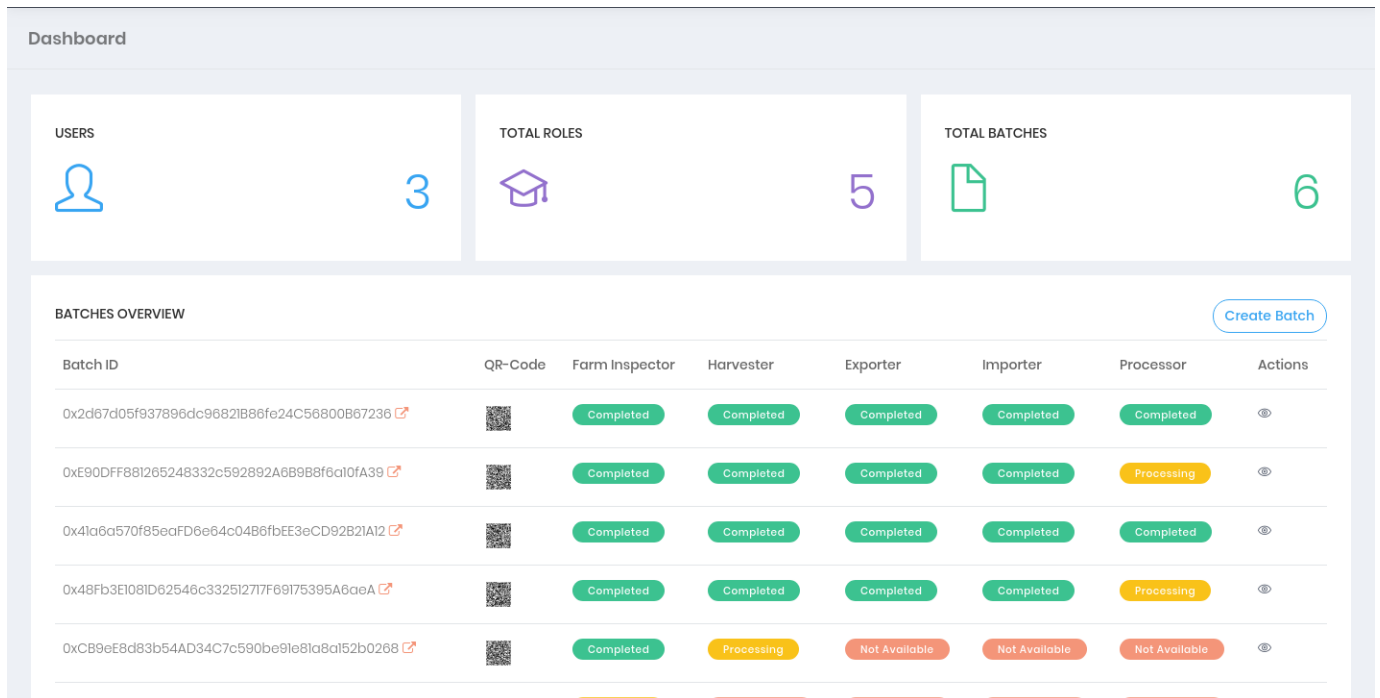 Dashboard
USERS
3
TOTAL ROLES
5
TOTAL BATCHES
6
BATCHES OVERVIEW
Create Batch
Batch ID QR-Code Farm Inspector Harvester Exporter Importer Processor Actions
0x2d67d05f937896dc96821B86fe24C56800B67236 Completed Completed Completed Completed Completed
0xE90DFF881265248332c592892A6B9B8f6a10fA39 Completed Completed Completed Completed Processing
0x41a6a570f85eaFD6e64c04B6fbEE3eCD92B21A12 Completed Completed Completed Completed Completed
0x48Fb3E1081D62546c332512717F69175395A6aeA Completed Completed Completed Completed Processing
0xCB9eE8d83b54AD34C7c590be91e81a8a152b0268 Completed Processing Not Available Not Available Not Available